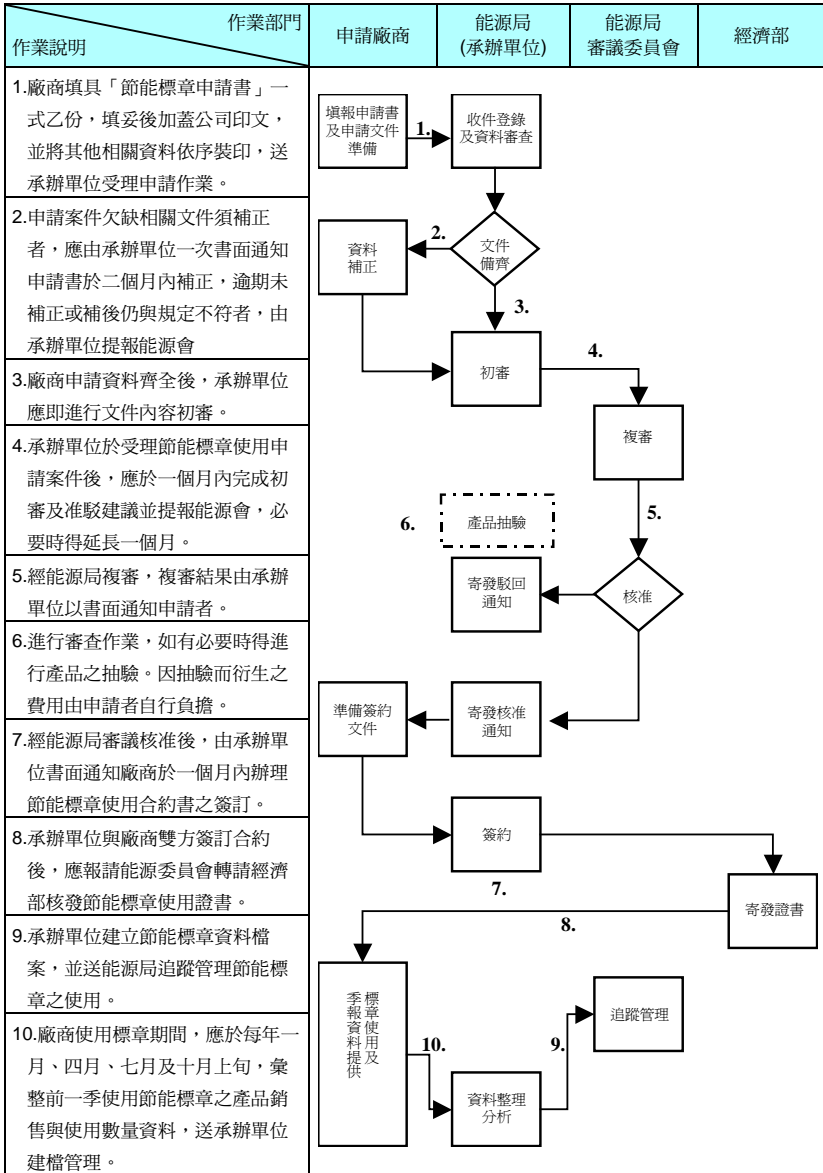 作業部門
作業說明
申請廠商
能源局
(承辦單位)
能源局
審議委員會
經濟部
1.廠商填具「節能標章申請書」一
式乙份，填妥後加蓋公司印文，
並將其他相關資料依序裝印，送
承辦單位受理申請作業。
2.申請案件欠缺相關文件須補正
者，應由承辦單位一次書面通知
申請書於二個月內補正，逾期未
補正或補後仍與規定不符者，由
承辦單位提報能源會
3.廠商申請資料齊全後，承辦單位
應即進行文件內容初審。
4.承辦單位於受理節能標章使用申
請案件後，應於一個月內完成初
審及准駁建議並提報能源會，必
要時得延長一個月。
5.經能源局複審，複審結果由承辦
單位以書面通知申請者。
6.進行審查作業，如有必要時得進
行產品之抽驗。因抽驗而衍生之
費用由申請者自行負擔。
7.經能源局審議核准後，由承辦單
位書面通知廠商於一個月內辦理
節能標章使用合約書之簽訂。
8.承辦單位與廠商雙方簽訂合約
後，應報請能源委員會轉請經濟
部核發節能標章使用證書。
9.承辦單位建立節能標章資料檔
案，並送能源局追蹤管理節能標
章之使用。
10.廠商使用標章期間，應於每年一
月、四月、七月及十月上旬，彙
整前一季使用節能標章之產品銷
售與使用數量資料，送承辦單位
建檔管理。
填報申請書
及申請文件
準備
1.
收件登錄
及資料審查
資料
補正
2.
文件
備齊
3.
初審
4.
複審
5.
6.
產品抽驗
寄發駁回
通知
核准
準備簽約
文件
寄發核准
通知
簽約
7.
寄發證書
8.
標章使用及
季報資料提供
10.
資料整理
分析
9.
追蹤管理